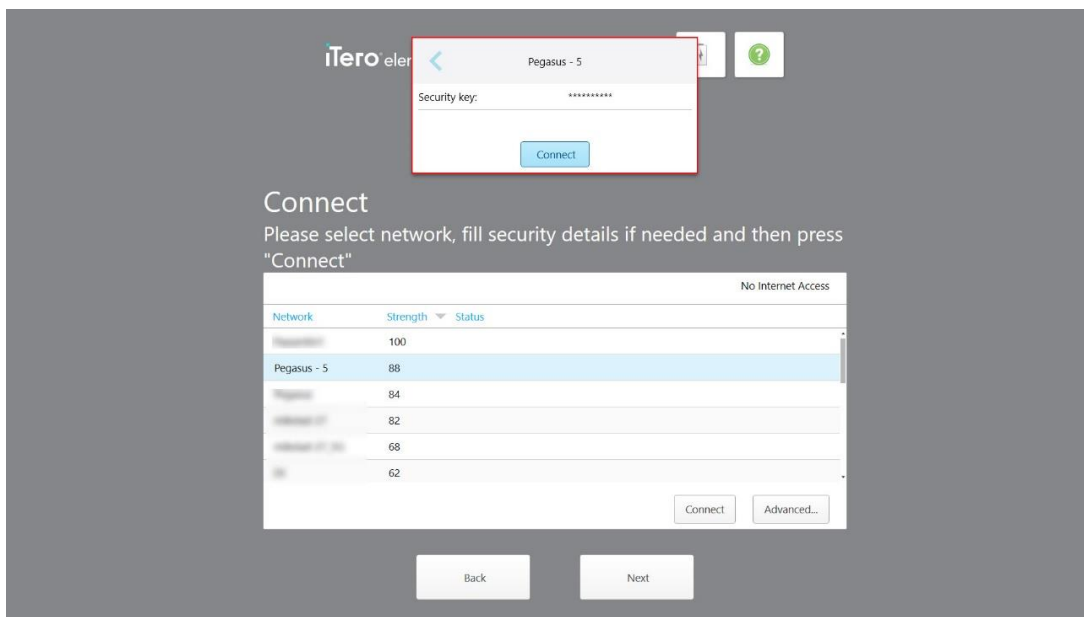 iTero eler
Pegasus - 5
Security key: **********
Connect
Connect
Please select network, fill security details if needed and then press
"Connect"
No Internet Access
Network Strength Status
100
Pegasus - 5 88
84
82
68
62
Connect Advanced...
Back Next